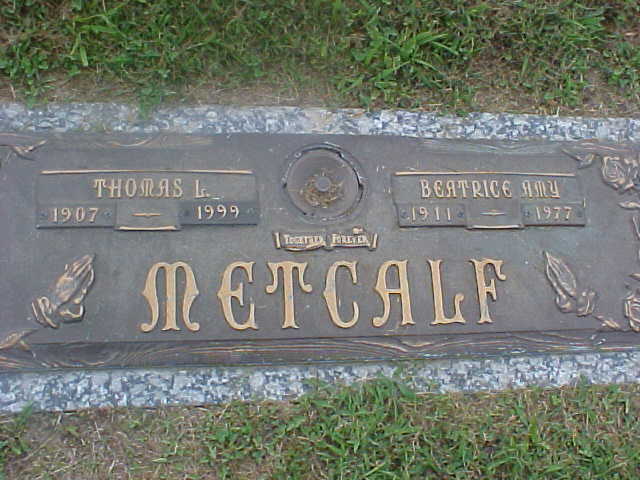 THOMAS L.
1907 1999
BEATRICE AMY
1911 1977
TOGETHER FOREVER
METCALF